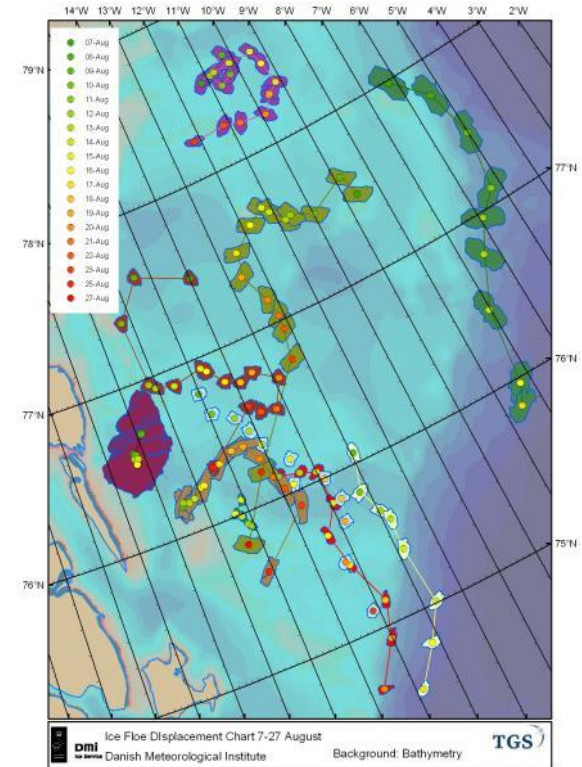 14°W 13°W 12°W 11°W 10°W 9°W 8°W 7°W 6°W 5°W 4°W 3°W 2°W
07-Aug
08-Aug
09-Aug
10-Aug
11-Aug
12-Aug
13-Aug
14-Aug
15-Aug
16-Aug
17-Aug
18-Aug
19-Aug
20-Aug
21-Aug
22-Aug
23-Aug
25-Aug
27-Aug
79°N
77°N
78°N
76°N
77°N
75°N
76°N
Ice Floe Displacement Chart 7-27 August
TGS
DMI
Ice Service
Danish Meteorological Institute
Background: Bathymetry